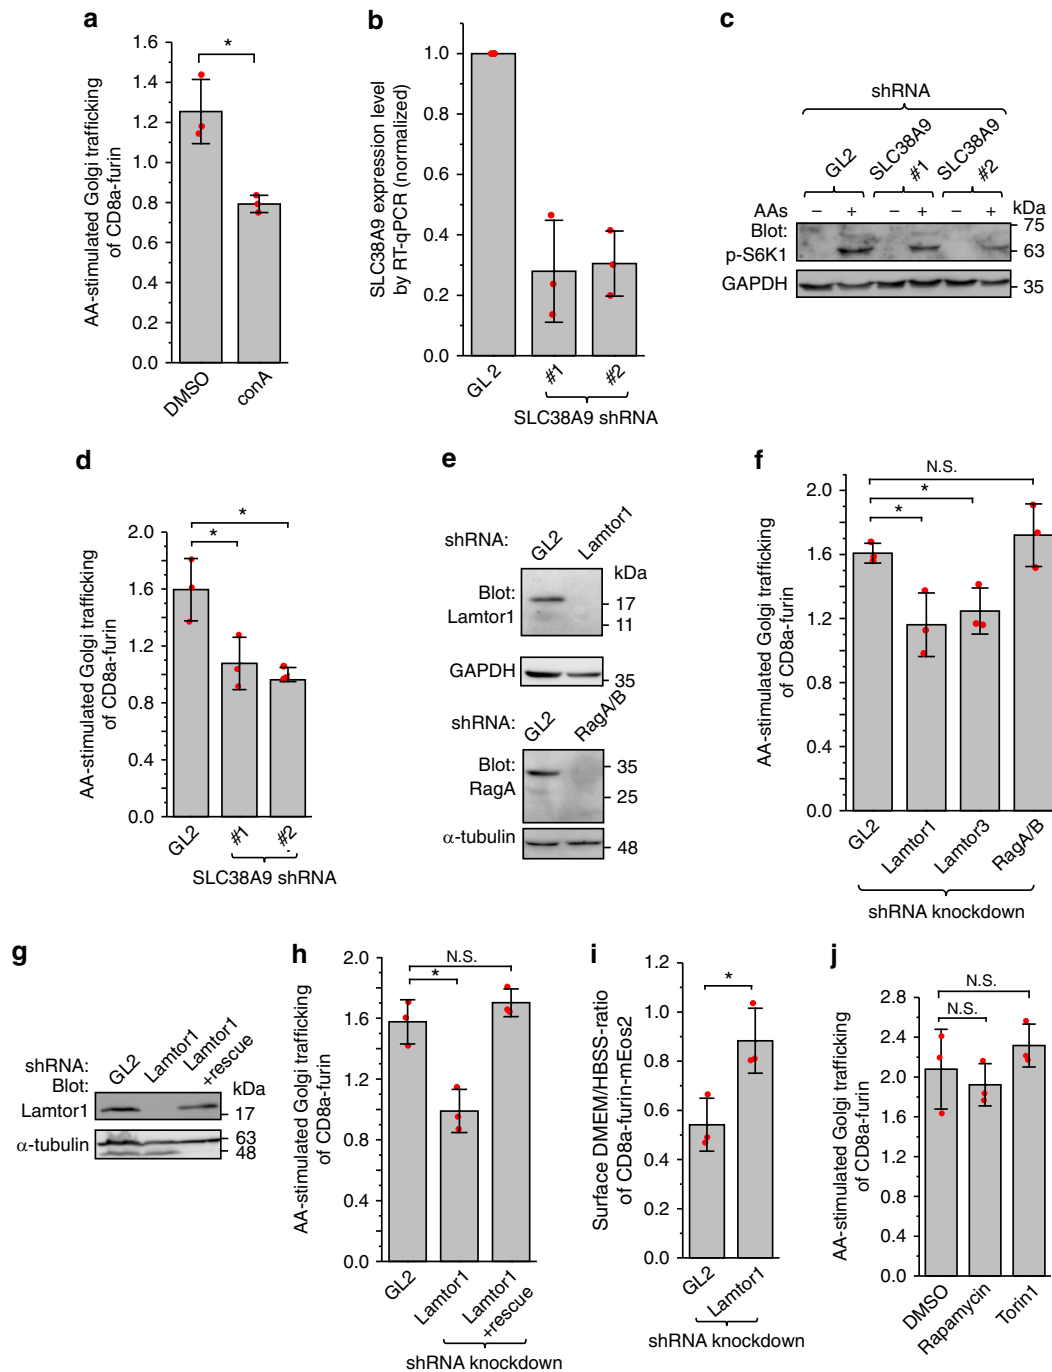 a
AA-stimulated Golgi trafficking
of CD8a-furin
1.6
1.4
1.2
1.0
0.8
0.6
0.4
0.2
0.0
*
DMSO
conA
b
SLC38A9 expression level
by RT-qPCR (normalized)
1.0
0.8
0.6
0.4
0.2
0.0
GL2
#1
#2
SLC38A9 shRNA
c
shRNA
GL2
SLC38A9
#1
SLC38A9
#2
AAs
– + – + – +
kDa
Blot:
p-S6K1
75
63
GAPDH
35
d
AA-stimulated Golgi trafficking
of CD8a-furin
2.0
1.6
1.2
0.8
0.4
0.0
*
*
GL2
#1
#2
SLC38A9 shRNA
e
shRNA:
GL2
Lamtor1
kDa
Blot:
Lamtor1
17
11
GAPDH
35
shRNA:
GL2
RagA/B
Blot:
RagA
35
25
α-tubulin
48
f
AA-stimulated Golgi trafficking
of CD8a-furin
2.0
1.6
1.2
0.8
0.4
0.0
N.S.
*
*
GL2
Lamtor1
Lamtor3
RagA/B
shRNA knockdown
g
shRNA:
GL2
Lamtor1
Lamtor1
+rescue
Blot:
kDa
Lamtor1
17
α-tubulin
63
48
h
AA-stimulated Golgi trafficking
of CD8a-furin
2.0
1.6
1.2
0.8
0.4
0.0
N.S.
*
GL2
Lamtor1
Lamtor1
+rescue
shRNA knockdown
i
Surface DMEM/HBSS-ratio
of CD8a-furin-mEos2
1.2
1.0
0.8
0.6
0.4
0.2
0.0
*
GL2
Lamtor1
shRNA knockdown
j
AA-stimulated Golgi trafficking
of CD8a-furin
2.8
2.4
2.0
1.6
1.2
0.8
0.4
0.0
N.S.
N.S.
DMSO
Rapamycin
Torin1